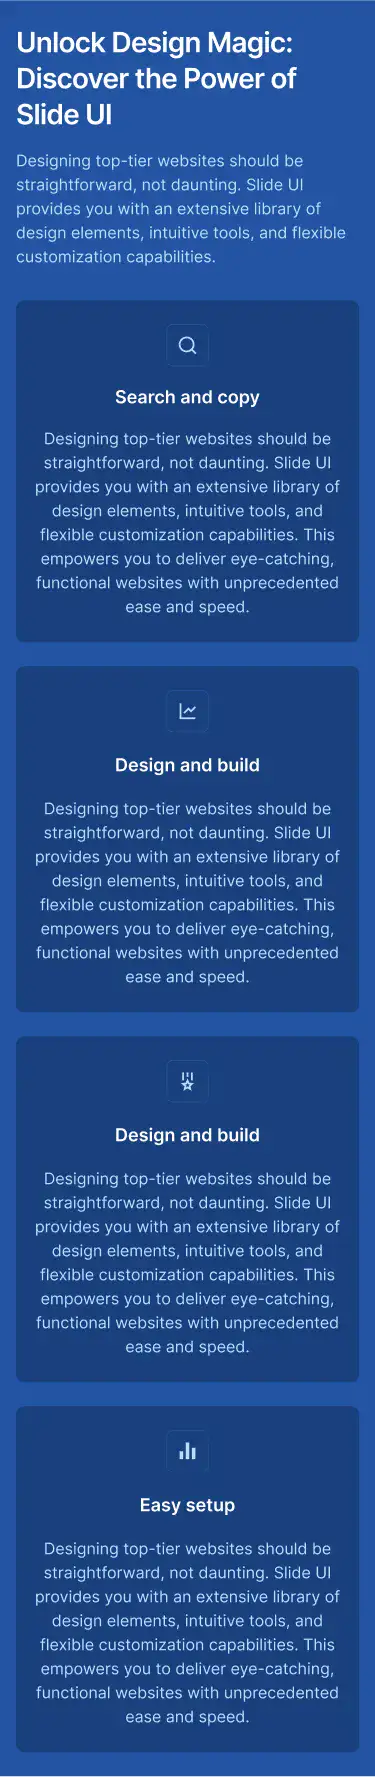 Unlock Design Magic:
Discover the Power of
Slide UI
Designing top-tier websites should be
straightforward, not daunting. Slide UI
provides you with an extensive library of
design elements, intuitive tools, and flexible
customization capabilities.
Search and copy
Designing top-tier websites should be
straightforward, not daunting. Slide UI
provides you with an extensive library of
design elements, intuitive tools, and
flexible customization capabilities. This
empowers you to deliver eye-catching,
functional websites with unprecedented
ease and speed.
Design and build
Designing top-tier websites should be
straightforward, not daunting. Slide UI
provides you with an extensive library of
design elements, intuitive tools, and
flexible customization capabilities. This
empowers you to deliver eye-catching,
functional websites with unprecedented
ease and speed.
Design and build
Designing top-tier websites should be
straightforward, not daunting. Slide UI
provides you with an extensive library of
design elements, intuitive tools, and
flexible customization capabilities. This
empowers you to deliver eye-catching,
functional websites with unprecedented
ease and speed.
Easy setup
Designing top-tier websites should be
straightforward, not daunting. Slide UI
provides you with an extensive library of
design elements, intuitive tools, and
flexible customization capabilities. This
empowers you to deliver eye-catching,
functional websites with unprecedented
ease and speed.